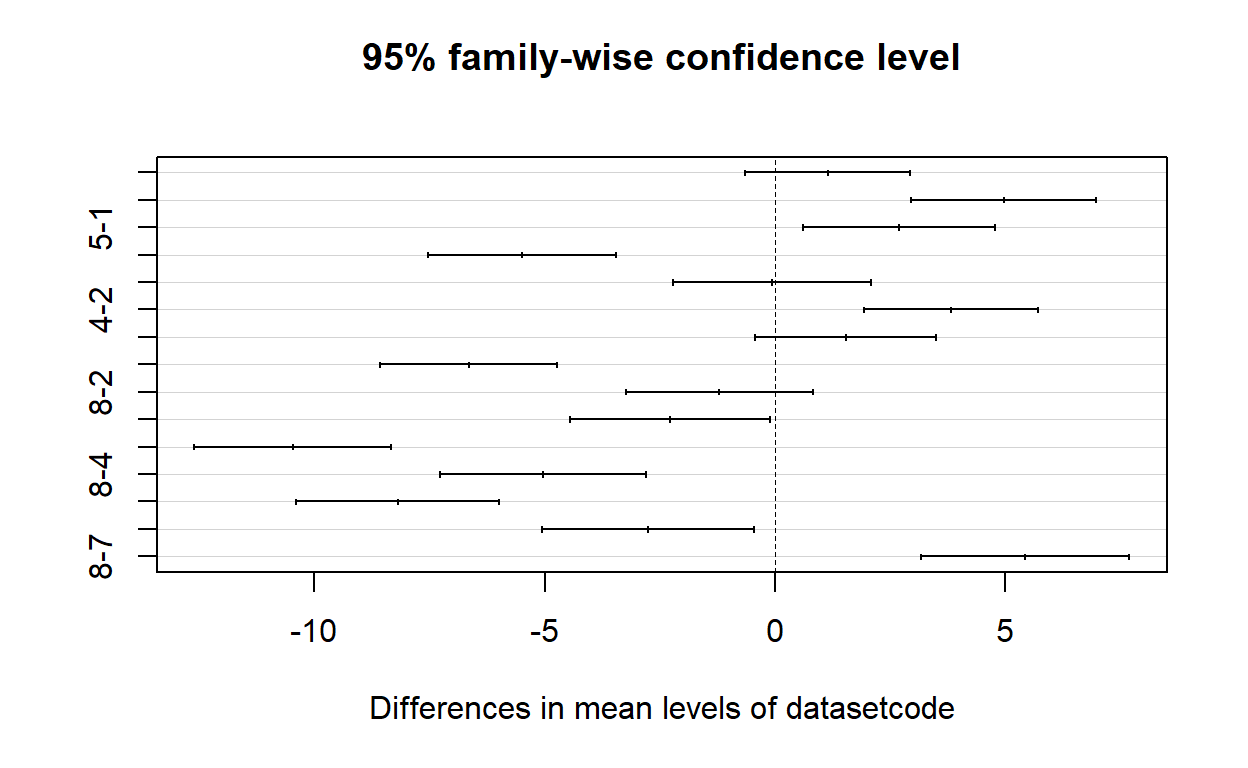 95% family-wise confidence level
5-1
4-2
8-2
8-4
8-7
-10 -5 0 5
Differences in mean levels of datasetcode